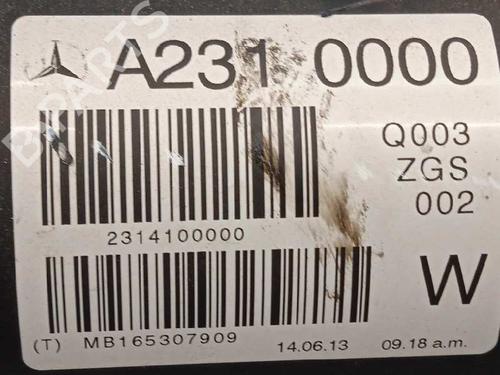 A231 0000
Q003
ZGS
002
2314100000
W
(T) MB165307909 14.06.13 09.18 a.m.